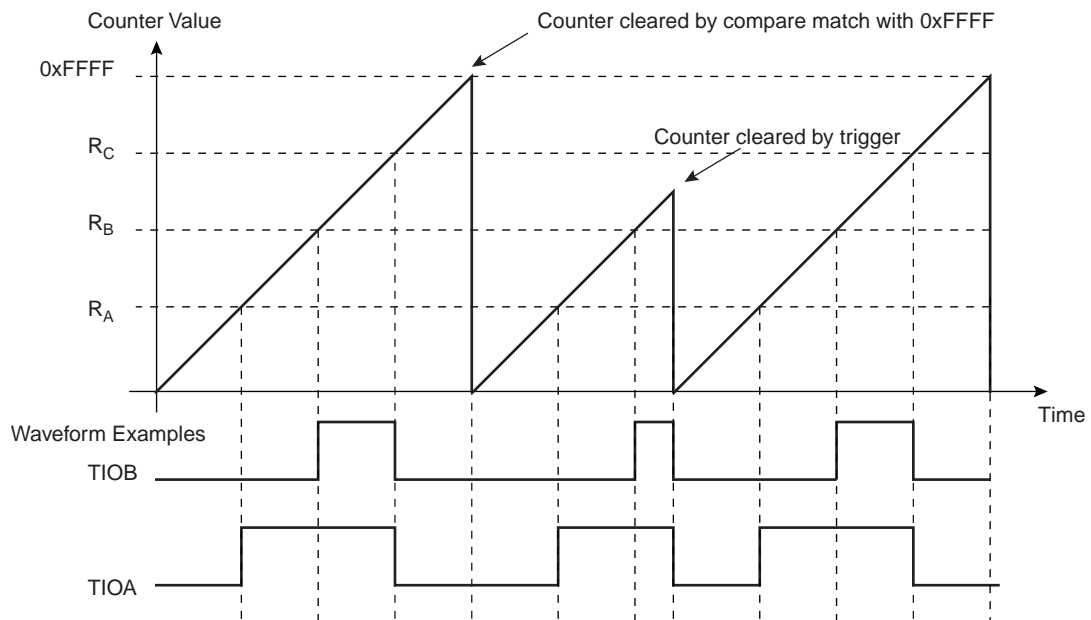 Counter Value
Counter cleared by compare match with 0xFFFF
0xFFFF
Counter cleared by trigger
RC
RB
RA
Time
Waveform Examples
TIOB
TIOA